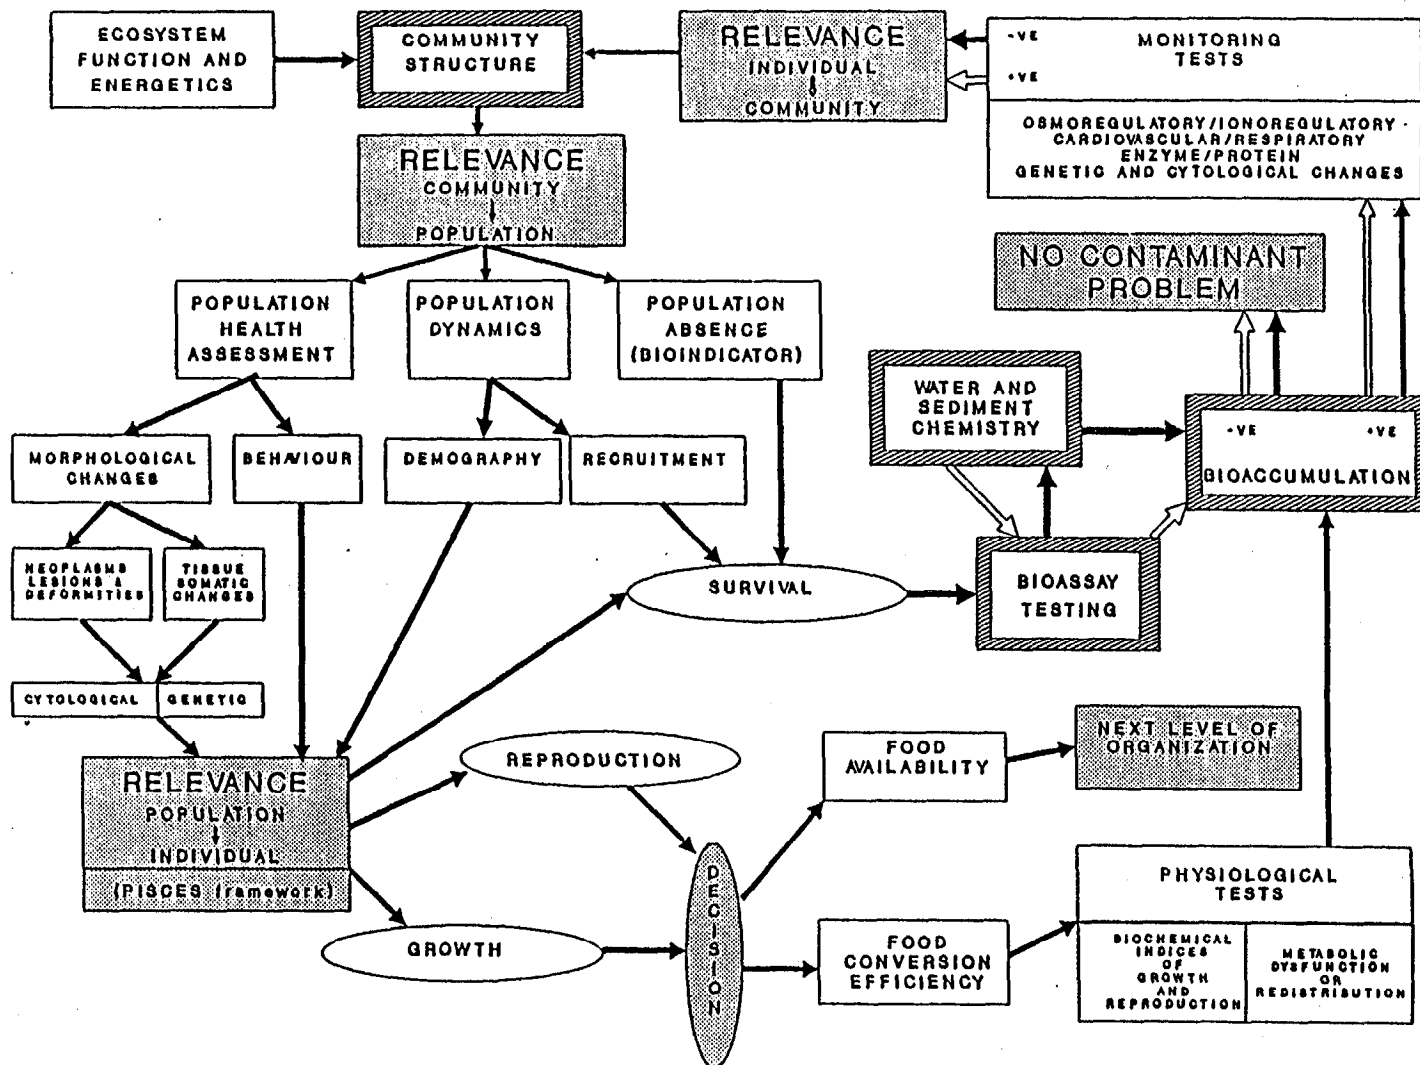 ECOSYSTEM
FUNCTION AND
ENERGETICS
COMMUNITY
STRUCTURE
RELEVANCE
INDIVIDUAL
COMMUNITY
-VE
+VE
MONITORING
TESTS
OSMOREGULATORY/IONOREGULATORY
CARDIOVASCULAR/RESPIRATORY
ENZYME/PROTEIN
GENETIC AND CYTOLOGICAL CHANGES
RELEVANCE
COMMUNITY
POPULATION
NO CONTAMINANT
PROBLEM
POPULATION
HEALTH
ASSESSMENT
POPULATION
DYNAMICS
POPULATION
ABSENCE
(BIOINDICATOR)
WATER AND
SEDIMENT
CHEMISTRY
-VE
+VE
BIOACCUMULATION
MORPHOLOGICAL
CHANGES
BEHAVIOUR
DEMOGRAPHY
RECRUITMENT
NEOPLASMS
LESIONS &
DEFORMITIES
TISSUE
SOMATIC
CHANGES
SURVIVAL
BIOASSAY
TESTING
CYTOLOGICAL
GENETIC
RELEVANCE
POPULATION
INDIVIDUAL
(PISCES framework)
REPRODUCTION
GROWTH
DECISION
FOOD
AVAILABILITY
NEXT LEVEL OF
ORGANIZATION
FOOD
CONVERSION
EFFICIENCY
PHYSIOLOGICAL
TESTS
BIOCHEMICAL
INDICES
OF
GROWTH
AND
REPRODUCTION
METABOLIC
DYSFUNCTION
OR
REDISTRIBUTION